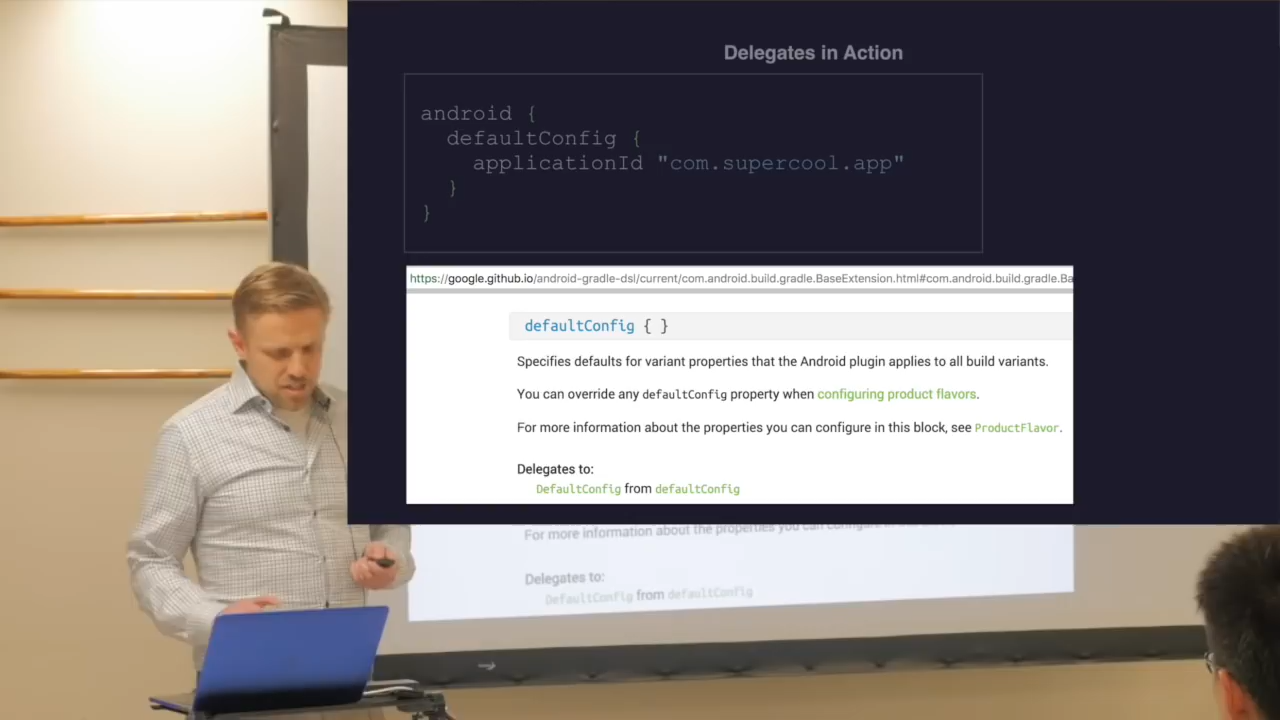 Delegates in Action
android {
defaultConfig {
applicationId "com.supercool.app"
}
}
https://google.github.io/android-gradle-dsl/current/com.android.build.gradle.BaseExtension.html#com.android.build.gradle.Ba
defaultConfig { }
Specifies defaults for variant properties that the Android plugin applies to all build variants.
You can override any defaultConfig property when configuring product flavors.
For more information about the properties you can configure in this block, see ProductFlavor.
Delegates to:
DefaultConfig from defaultConfig
For more information about the properties you can configure in
Delegates to:
DefaultConfig from defaultConfig